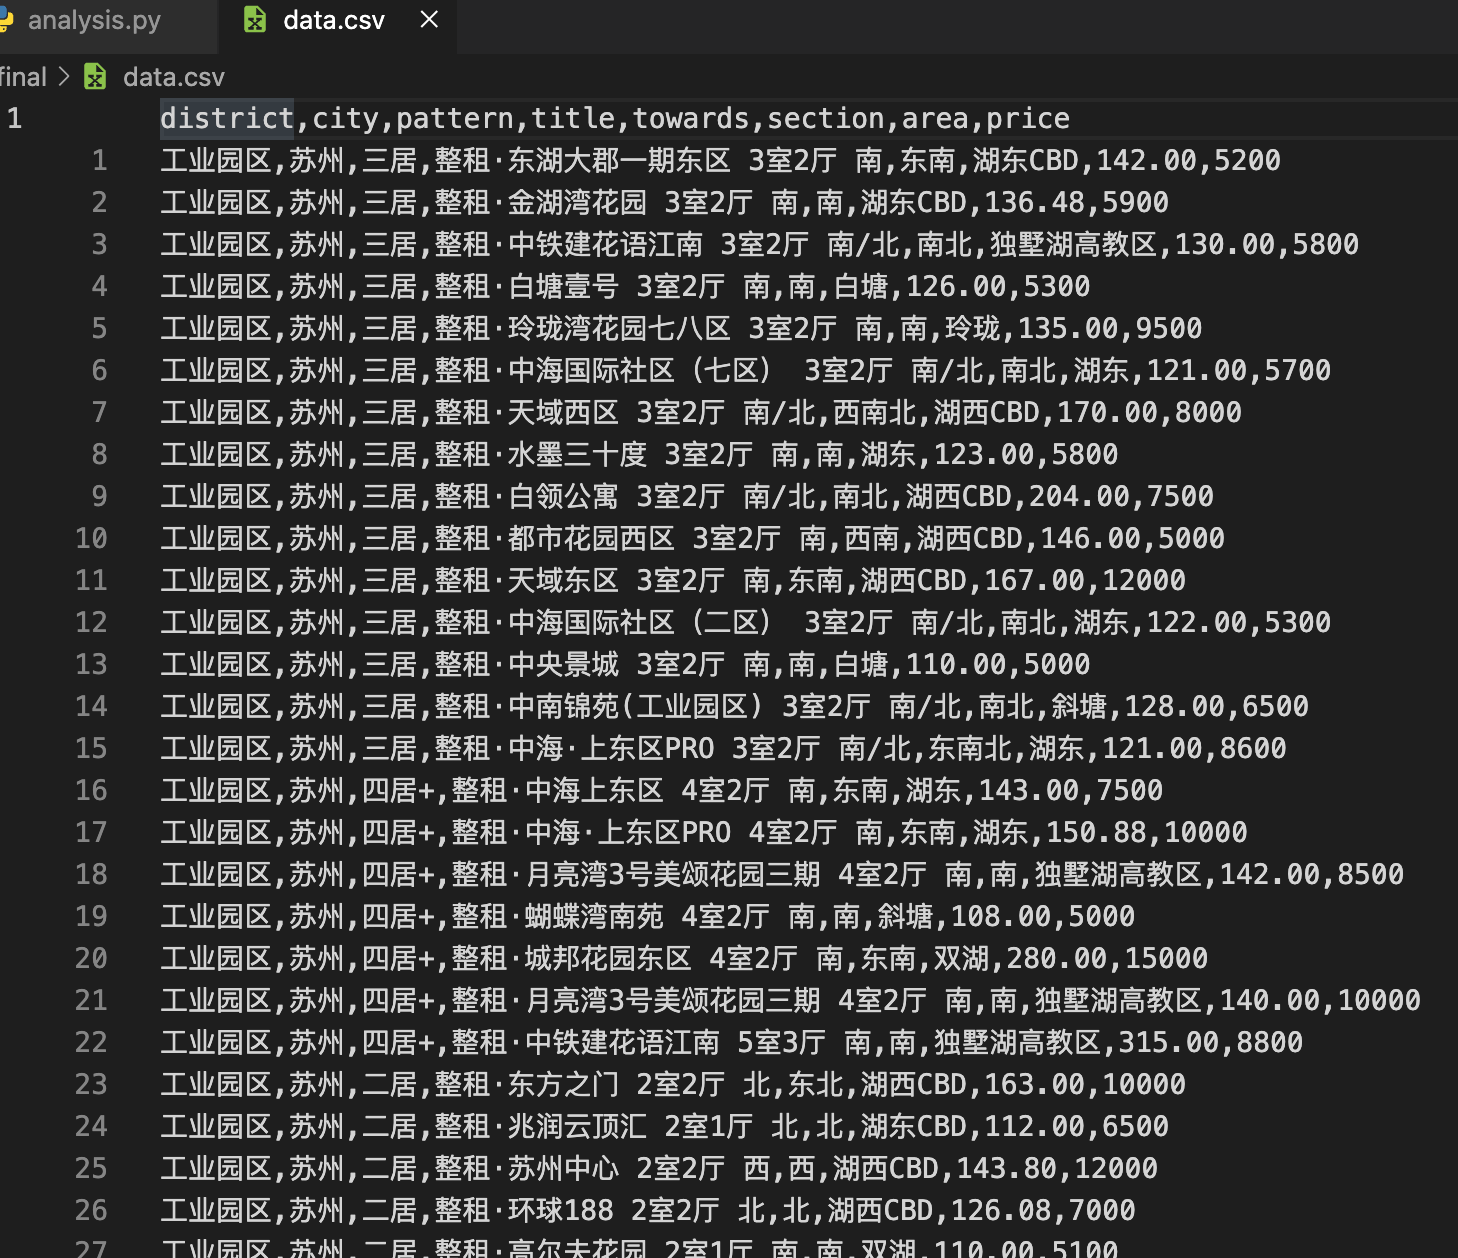 analysis.py data.csv
final > data.csv
1 district,city,pattern,title,towards,section,area,price
1 工业园区,苏州,三居,整租·东湖大郡一期东区 3室2厅 南,东南,湖东CBD,142.00,5200
2 工业园区,苏州,三居,整租·金湖湾花园 3室2厅 南,南,湖东CBD,136.48,5900
3 工业园区,苏州,三居,整租·中铁建花语江南 3室2厅 南/北,南北,独墅湖高教区,130.00,5800
4 工业园区,苏州,三居,整租·白塘壹号 3室2厅 南,南,白塘,126.00,5300
5 工业园区,苏州,三居,整租·玲珑湾花园七八区 3室2厅 南,南,玲珑,135.00,9500
6 工业园区,苏州,三居,整租·中海国际社区（七区） 3室2厅 南/北,南北,湖东,121.00,5700
7 工业园区,苏州,三居,整租·天域西区 3室2厅 南/北,西南北,湖西CBD,170.00,8000
8 工业园区,苏州,三居,整租·水墨三十度 3室2厅 南,南,湖东,123.00,5800
9 工业园区,苏州,三居,整租·白领公寓 3室2厅 南/北,南北,湖西CBD,204.00,7500
10 工业园区,苏州,三居,整租·都市花园西区 3室2厅 南,西南,湖西CBD,146.00,5000
11 工业园区,苏州,三居,整租·天域东区 3室2厅 南,东南,湖西CBD,167.00,12000
12 工业园区,苏州,三居,整租·中海国际社区（二区） 3室2厅 南/北,南北,湖东,122.00,5300
13 工业园区,苏州,三居,整租·中央景城 3室2厅 南,南,白塘,110.00,5000
14 工业园区,苏州,三居,整租·中南锦苑(工业园区) 3室2厅 南/北,南北,斜塘,128.00,6500
15 工业园区,苏州,三居,整租·中海·上东区PRO 3室2厅 南/北,东南北,湖东,121.00,8600
16 工业园区,苏州,四居+,整租·中海上东区 4室2厅 南,东南,湖东,143.00,7500
17 工业园区,苏州,四居+,整租·中海·上东区PRO 4室2厅 南,东南,湖东,150.88,10000
18 工业园区,苏州,四居+,整租·月亮湾3号美颂花园三期 4室2厅 南,南,独墅湖高教区,142.00,8500
19 工业园区,苏州,四居+,整租·蝴蝶湾南苑 4室2厅 南,南,斜塘,108.00,5000
20 工业园区,苏州,四居+,整租·城邦花园东区 4室2厅 南,东南,双湖,280.00,15000
21 工业园区,苏州,四居+,整租·月亮湾3号美颂花园三期 4室2厅 南,南,独墅湖高教区,140.00,10000
22 工业园区,苏州,四居+,整租·中铁建花语江南 5室3厅 南,南,独墅湖高教区,315.00,8800
23 工业园区,苏州,二居,整租·东方之门 2室2厅 北,东北,湖西CBD,163.00,10000
24 工业园区,苏州,二居,整租·兆润云顶汇 2室1厅 北,北,湖东CBD,112.00,6500
25 工业园区,苏州,二居,整租·苏州中心 2室2厅 西,西,湖西CBD,143.80,12000
26 工业园区,苏州,二居,整租·环球188 2室2厅 北,北,湖西CBD,126.08,7000
27 工业园区,苏州,二居,整租·高尔夫花园 2室1厅 南,南,双湖,110.00,5100